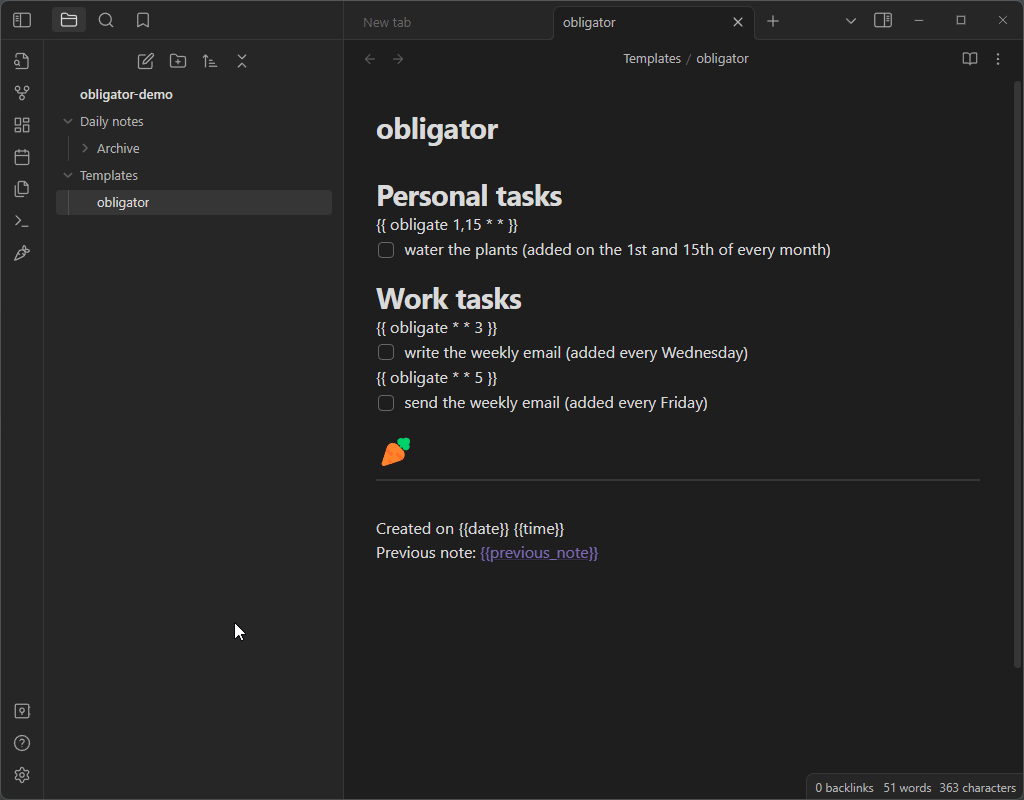 New tab
obligator
Templates / obligator
obligator-demo
Daily notes
Archive
Templates
obligator
obligator
Personal tasks
{{ obligate 1,15 * * }}
water the plants (added on the 1st and 15th of every month)
Work tasks
{{ obligate * * 3 }}
write the weekly email (added every Wednesday)
{{ obligate * * 5 }}
send the weekly email (added every Friday)
Created on {{date}} {{time}}
Previous note: {{previous_note}}
0 backlinks 51 words 363 characters